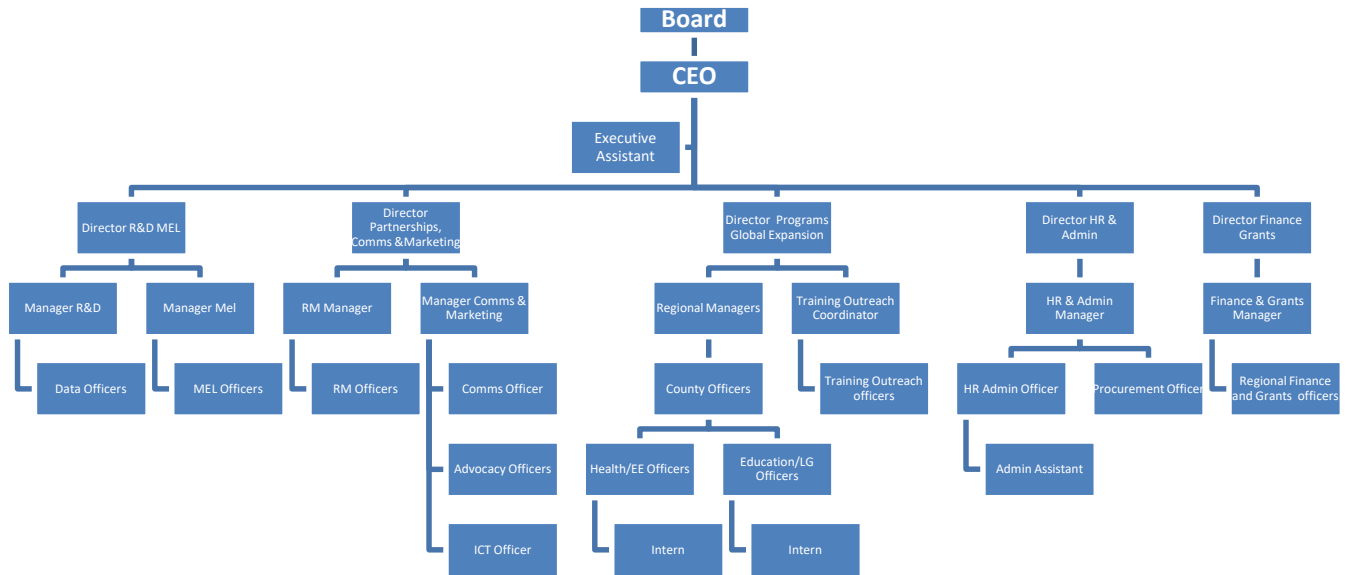 Board
CEO
Executive
Assistant
Director R&D MEL
Director
Partnerships,
Comms &Marketing
Director Programs
Global Expansion
Director HR &
Admin
Director Finance
Grants
Manager R&D
Manager Mel
RM Manager
Manager Comms &
Marketing
Regional Managers
Training Outreach
Coordinator
HR & Admin
Manager
Finance & Grants
Manager
Data Officers
MEL Officers
RM Officers
Comms Officer
County Officers
Training Outreach
officers
HR Admin Officer
Procurement Officer
Regional Finance
and Grants officers
Advocacy Officers
Health/EE Officers
Education/LG
Officers
Admin Assistant
ICT Officer
Intern
Intern